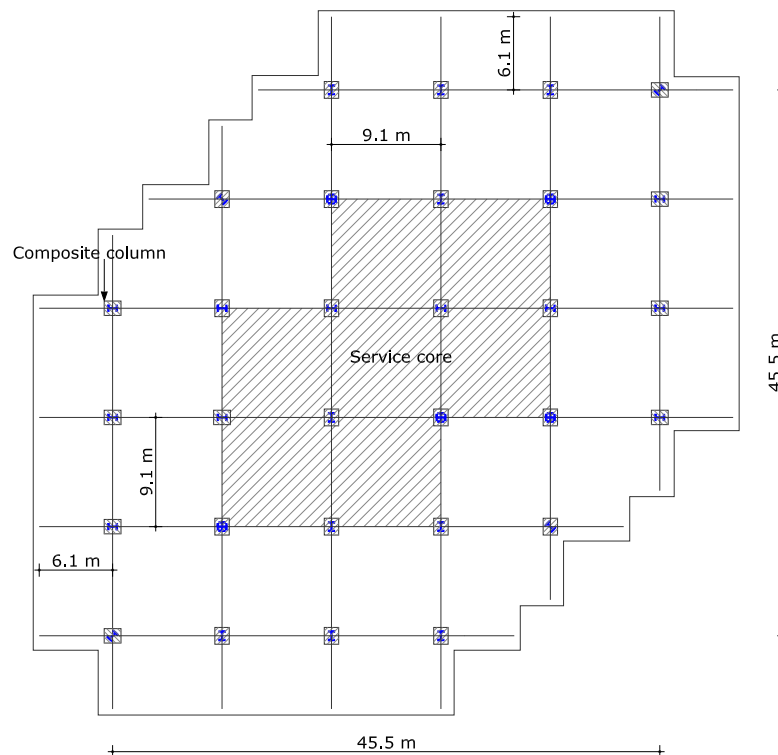 6.1 m
9.1 m
Composite column
Service core
45.5 m
9.1 m
6.1 m
45.5 m